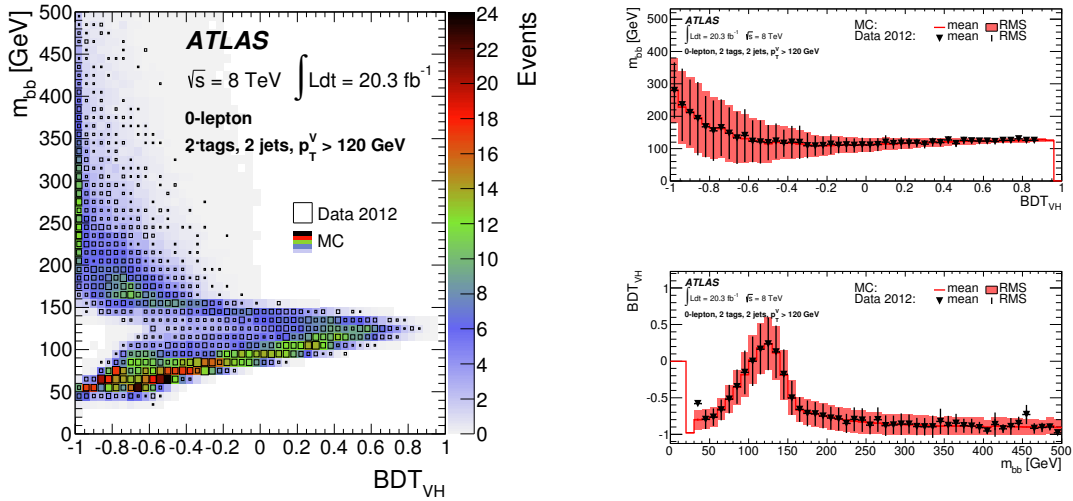 m_bb [GeV]
500
450
400
350
300
250
200
150
100
50
0
ATLAS
√s = 8 TeV ∫Ldt = 20.3 fb⁻¹
0-lepton
2 tags, 2 jets, p_T^V > 120 GeV
Data 2012
MC
-1 -0.8 -0.6 -0.4 -0.2 0 0.2 0.4 0.6 0.8 1
BDT_VH
Events
24
22
20
18
16
14
12
10
8
6
4
2
0
m_bb [GeV]
500
400
300
200
100
0
ATLAS
∫Ldt = 20.3 fb⁻¹ √s = 8 TeV
0-lepton, 2 tags, 2 jets, p_T^V > 120 GeV
MC: mean RMS
Data 2012: mean RMS
-1 -0.8 -0.6 -0.4 -0.2 0 0.2 0.4 0.6 0.8 1
BDT_VH
BDT_VH
1
0.5
0
-0.5
-1
ATLAS
∫Ldt = 20.3 fb⁻¹ √s = 8 TeV
0-lepton, 2 tags, 2 jets, p_T^V > 120 GeV
MC: mean RMS
Data 2012: mean RMS
0 50 100 150 200 250 300 350 400 450 500
m_bb [GeV]